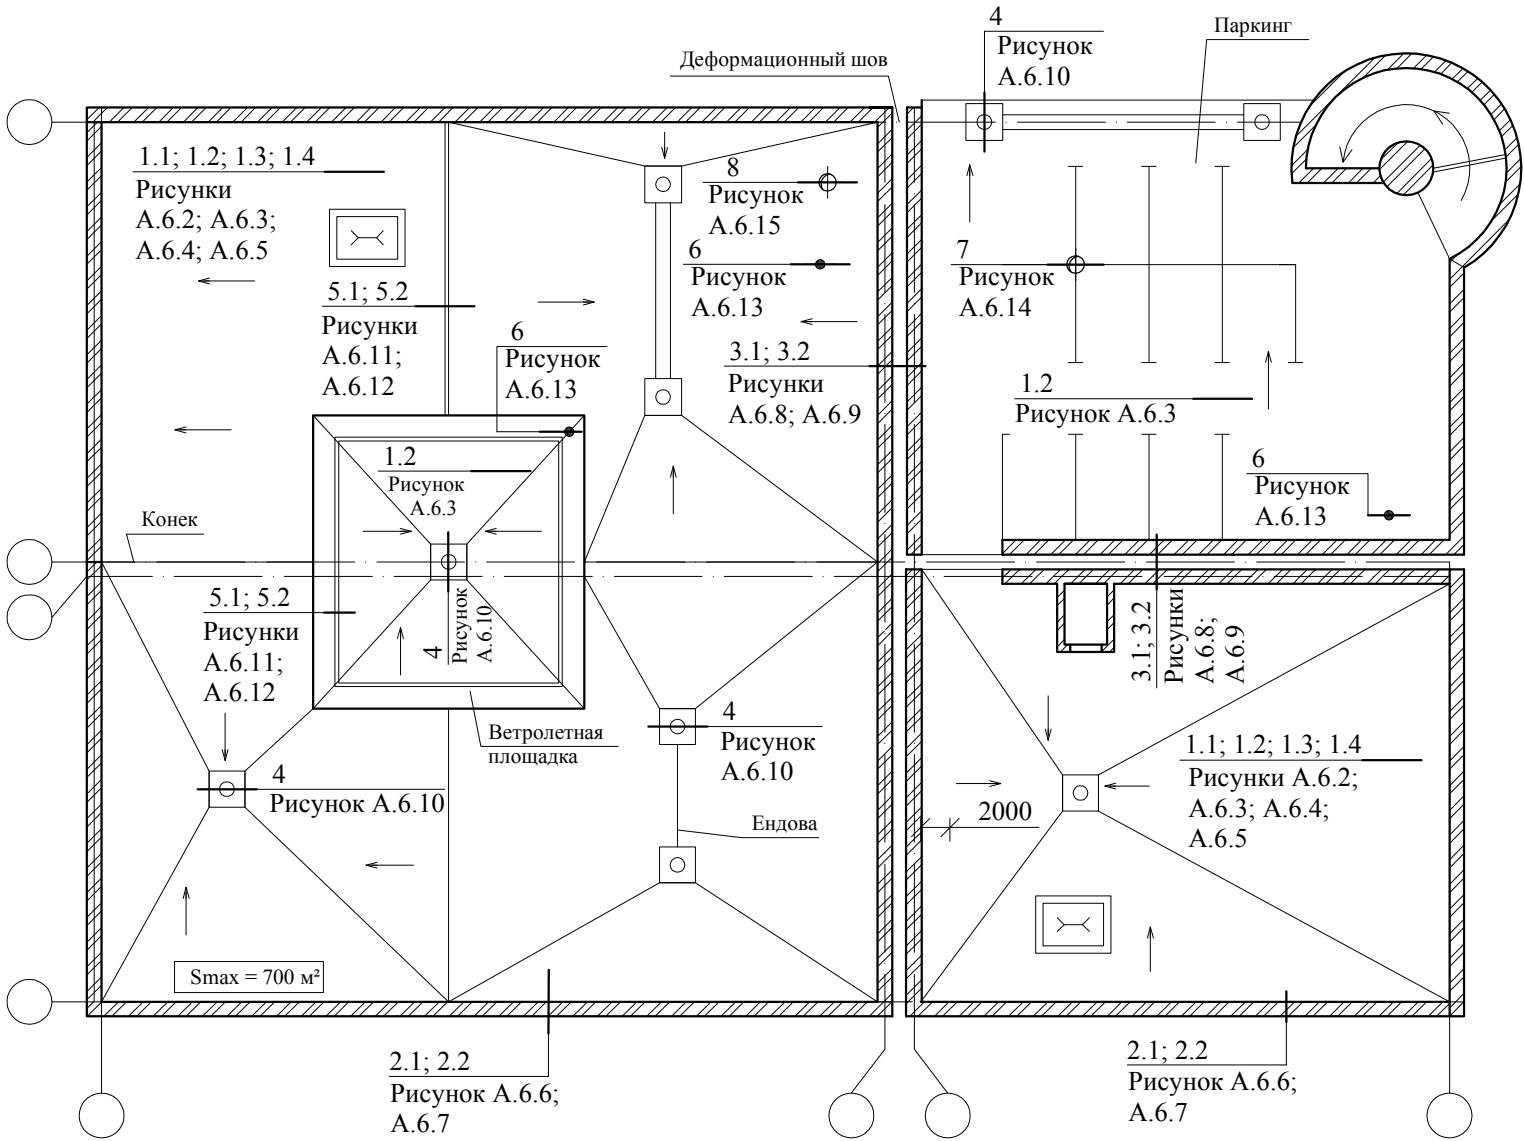 4
Рисунок
А.6.10
Паркинг
Деформационный шов
1.1; 1.2; 1.3; 1.4
Рисунки
А.6.2; А.6.3;
А.6.4; А.6.5
8
Рисунок
А.6.15
6
Рисунок
А.6.13
7
Рисунок
А.6.14
5.1; 5.2
Рисунки
А.6.11;
А.6.12
6
Рисунок
А.6.13
3.1; 3.2
Рисунки
А.6.8; А.6.9
1.2
Рисунок А.6.3
1.2
Рисунок
А.6.3
6
Рисунок
А.6.13
Конек
5.1; 5.2
Рисунки
А.6.11;
А.6.12
4
Рисунок
А.6.10
3.1; 3.2
Рисунки
А.6.8;
А.6.9
Ветролетная
площадка
4
Рисунок
А.6.10
4
Рисунок А.6.10
1.1; 1.2; 1.3; 1.4
Рисунки А.6.2;
А.6.3; А.6.4;
А.6.5
2000
Ендова
Smax = 700 м²
2.1; 2.2
Рисунок А.6.6;
А.6.7
2.1; 2.2
Рисунок А.6.6;
А.6.7